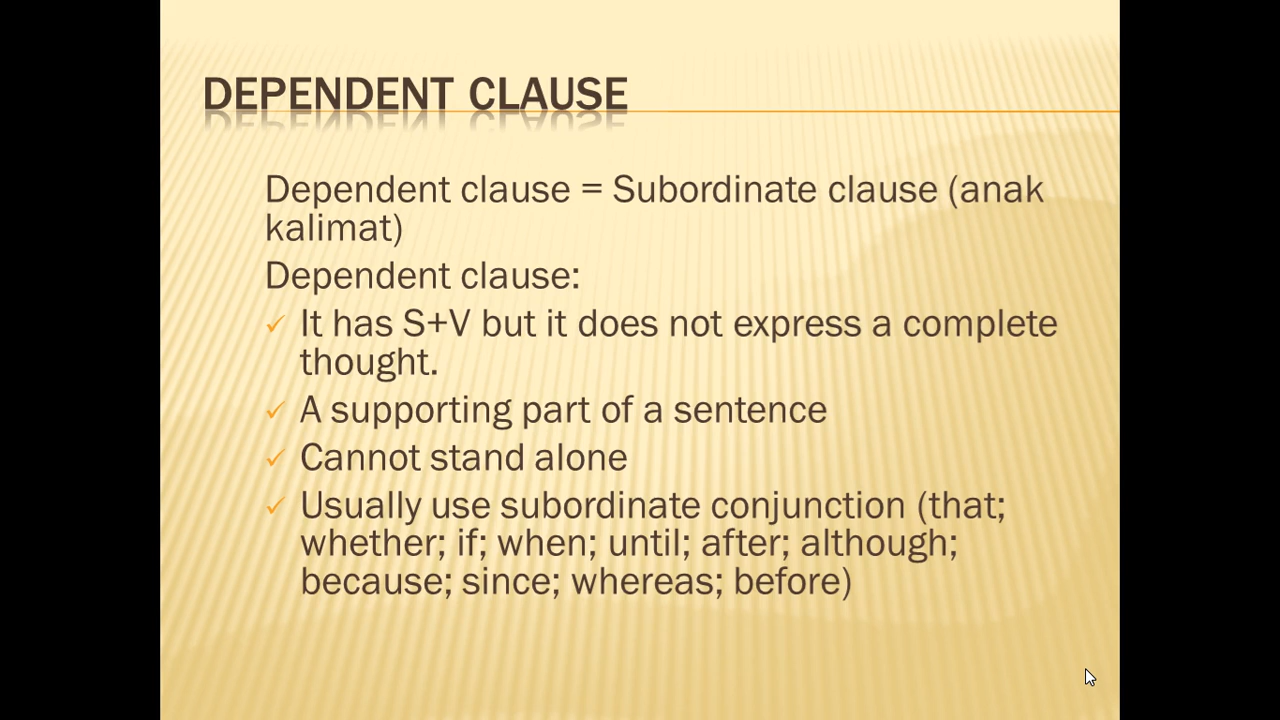 DEPENDENT CLAUSE
Dependent clause = Subordinate clause (anak
kalimat)
Dependent clause:
✓ It has S+V but it does not express a complete
thought.
✓ A supporting part of a sentence
✓ Cannot stand alone
✓ Usually use subordinate conjunction (that;
whether; if; when; until; after; although;
because; since; whereas; before)